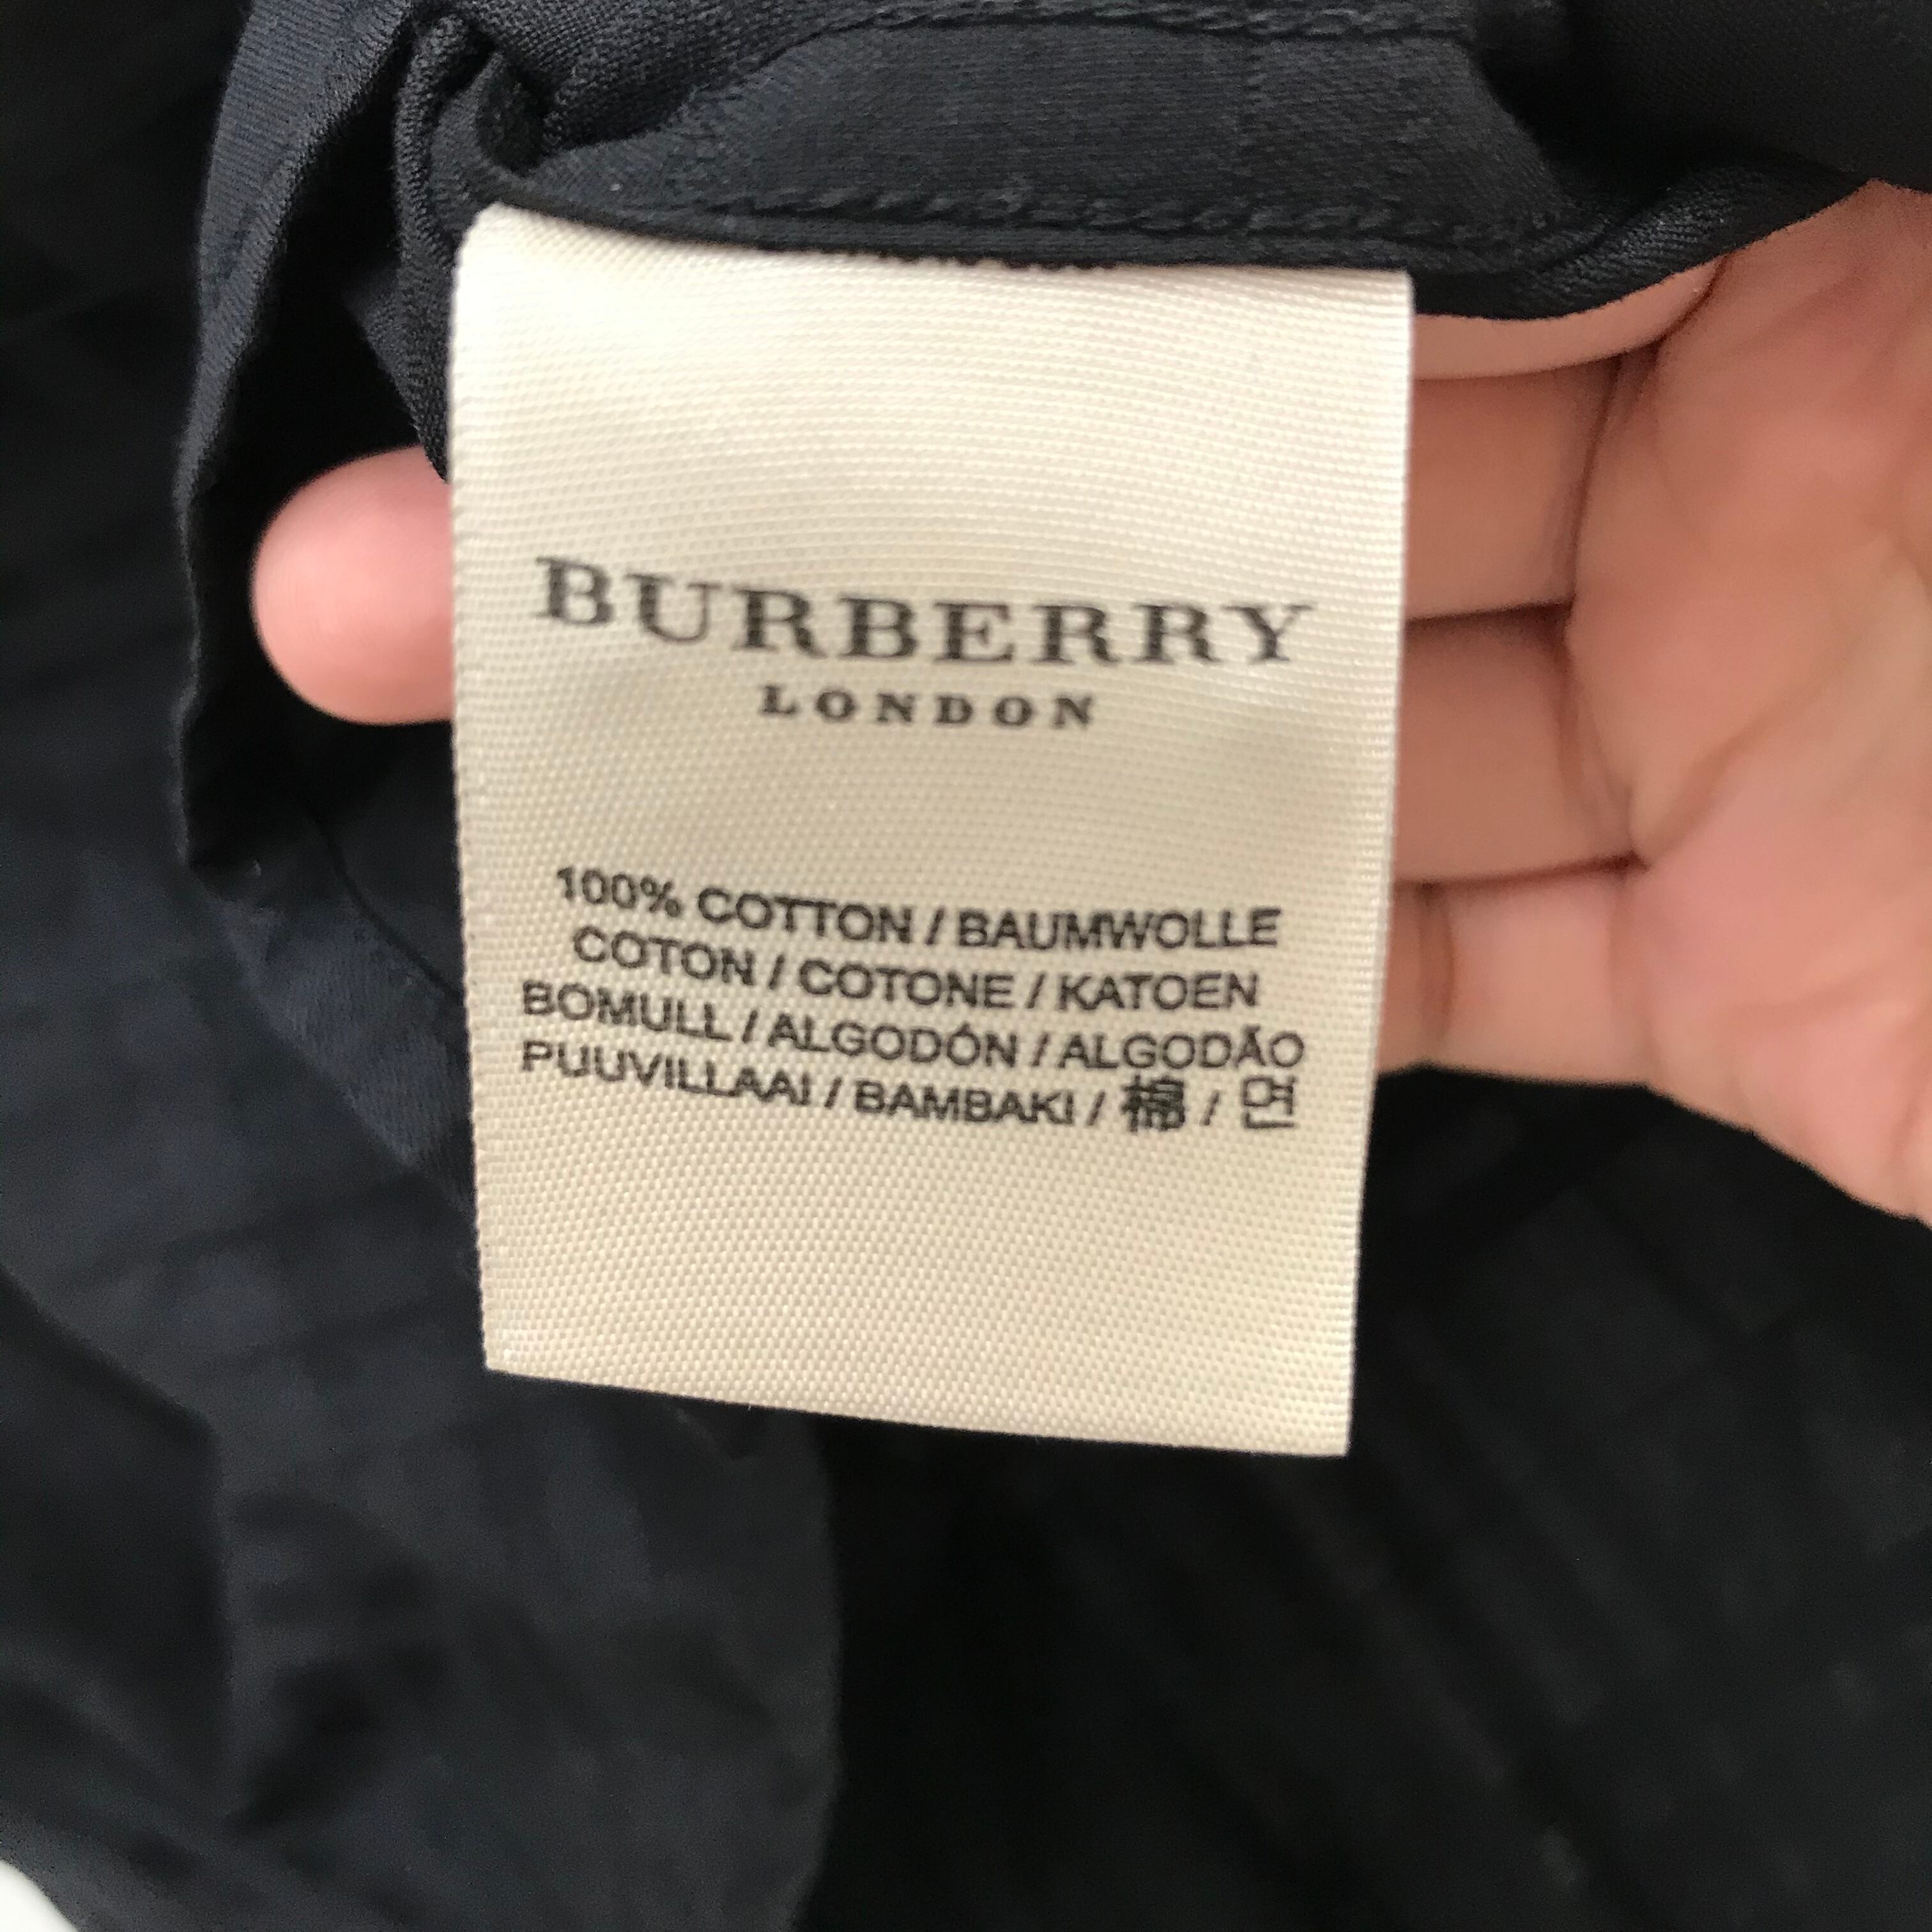 BURBERRY
LONDON
100% COTTON / BAUMWOLLE
COTON / COTONE / KATOEN
BOMULL / ALGODÓN / ALGODÃO
PUUVILLAAI / BAMBAKI / 棉 / 면